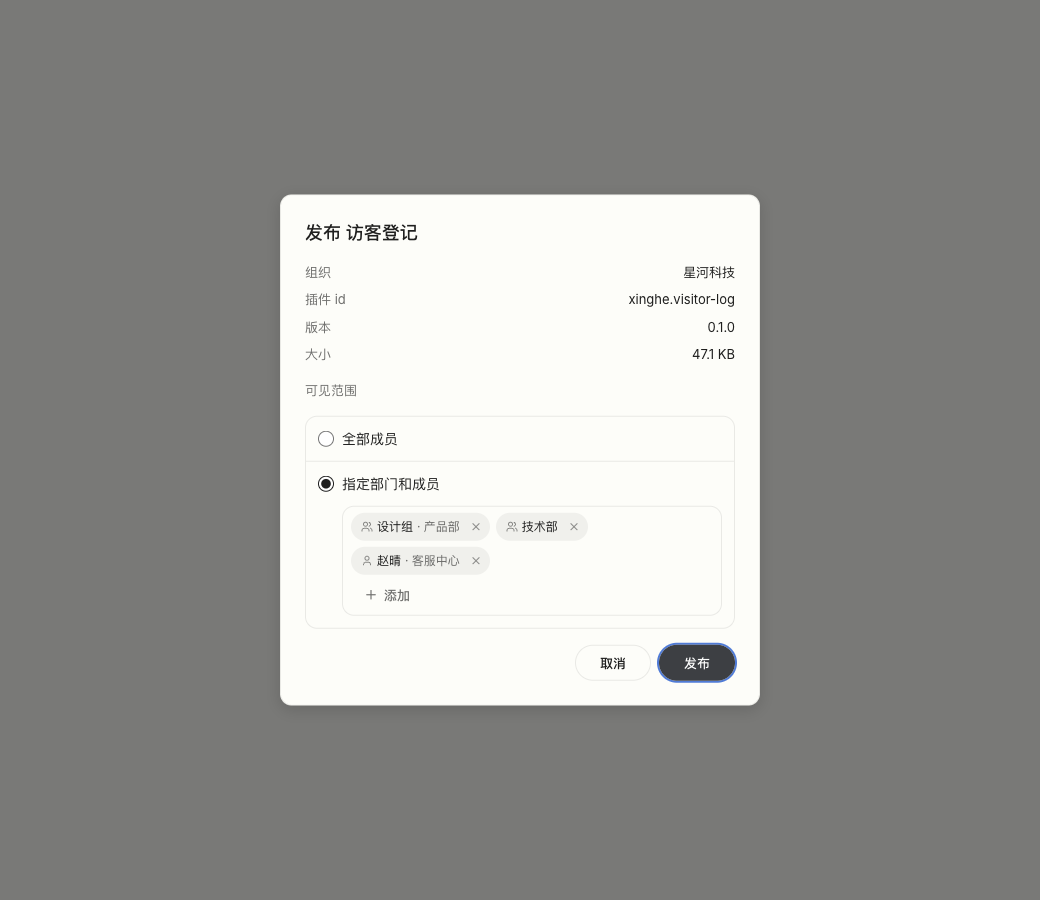 发布 访客登记
组织 星河科技
插件 id xinghe.visitor-log
版本 0.1.0
大小 47.1 KB
可见范围
全部成员
指定部门和成员
设计组 · 产品部 技术部
赵晴 · 客服中心
添加
取消 发布